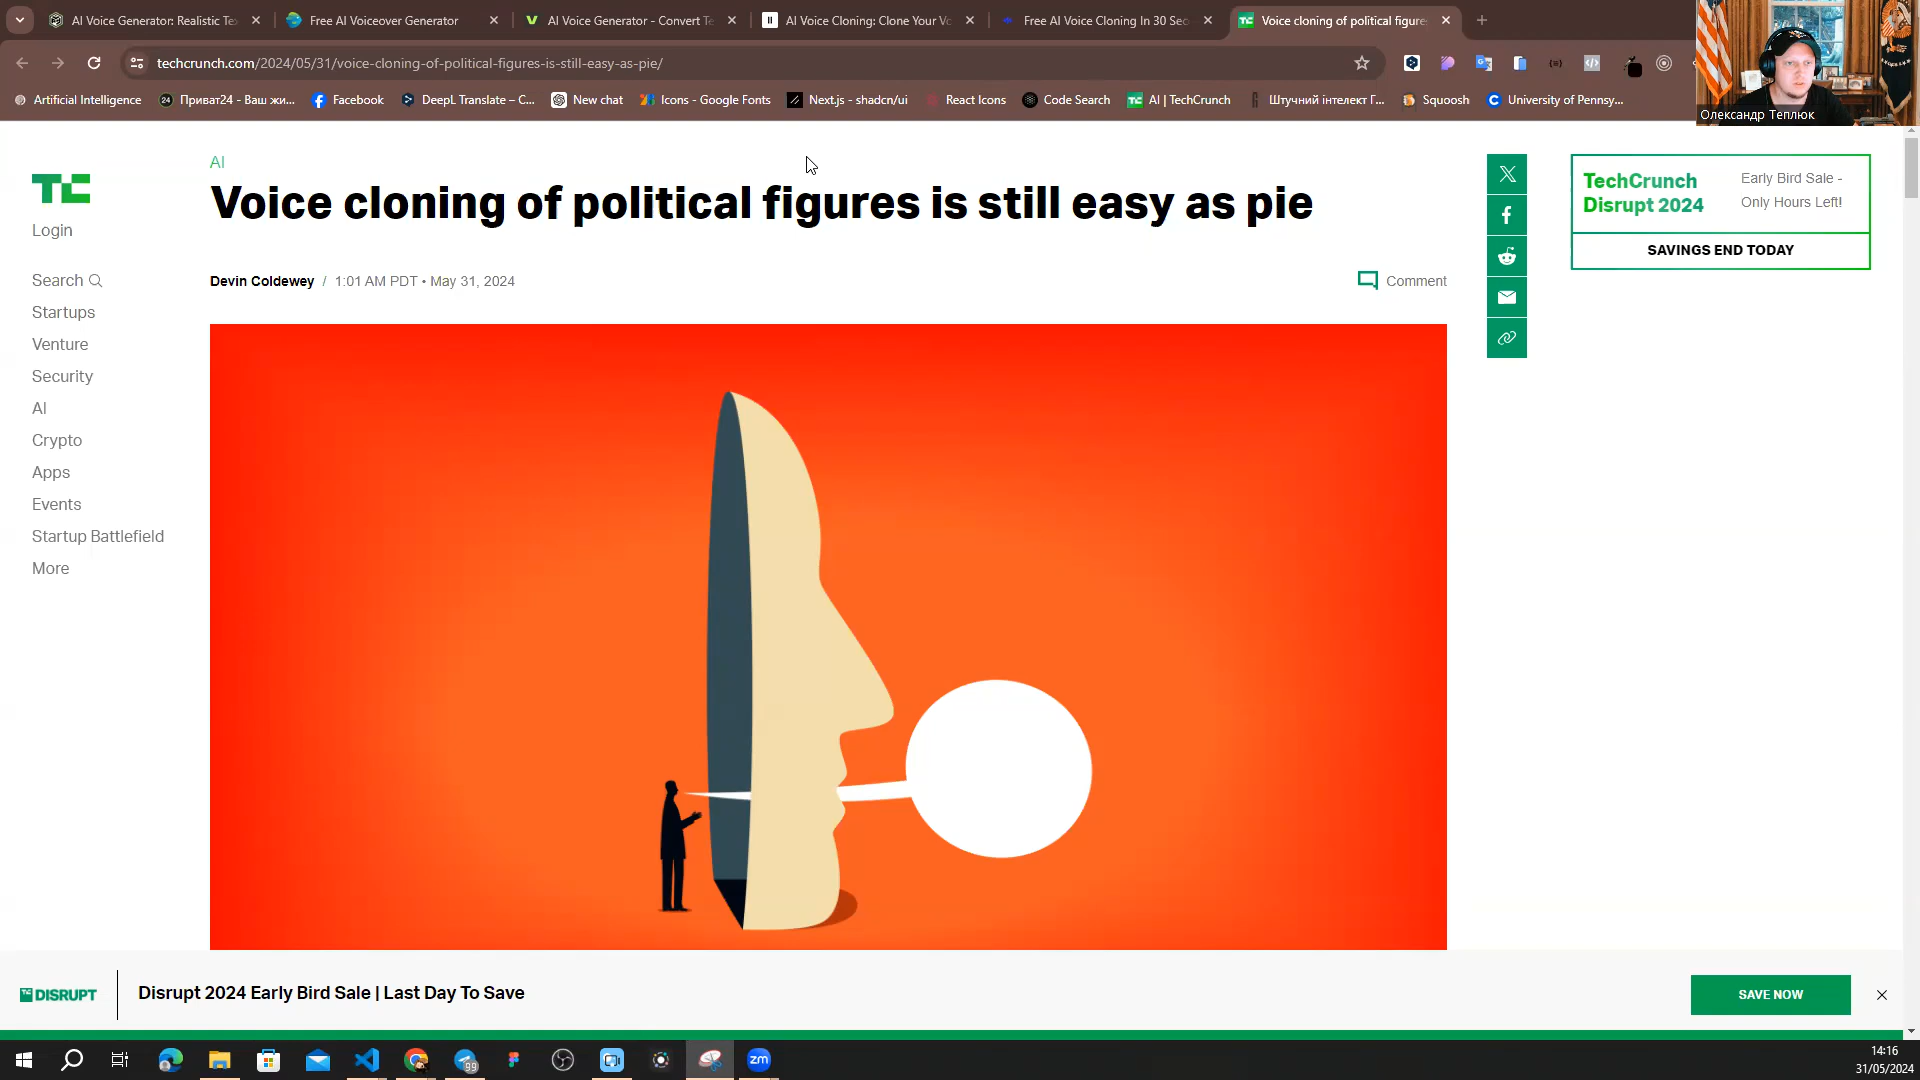 AI Voice Generator: Realistic Te
Free AI Voiceover Generator
AI Voice Generator - Convert Te
AI Voice Cloning: Clone Your Vo
Free AI Voice Cloning In 30 Sec
Voice cloning of political figure
techcrunch.com/2024/05/31/voice-cloning-of-political-figures-is-still-easy-as-pie/
Artificial Intelligence
24
Приват24 - Ваш жи...
Facebook
DeepL Translate – C...
New chat
Icons - Google Fonts
Next.js - shadcn/ui
React Icons
Code Search
AI | TechCrunch
Штучний інтелект Г...
Squoosh
University of Pennsy...
Олександр Теплюк
AI
Voice cloning of political figures is still easy as pie
Devin Coldewey / 1:01 AM PDT • May 31, 2024
Comment
Login
Search
Startups
Venture
Security
AI
Crypto
Apps
Events
Startup Battlefield
More
TechCrunch
Disrupt 2024
Early Bird Sale -
Only Hours Left!
SAVINGS END TODAY
TC DISRUPT
Disrupt 2024 Early Bird Sale | Last Day To Save
SAVE NOW
99
zm
14:16
31/05/2024